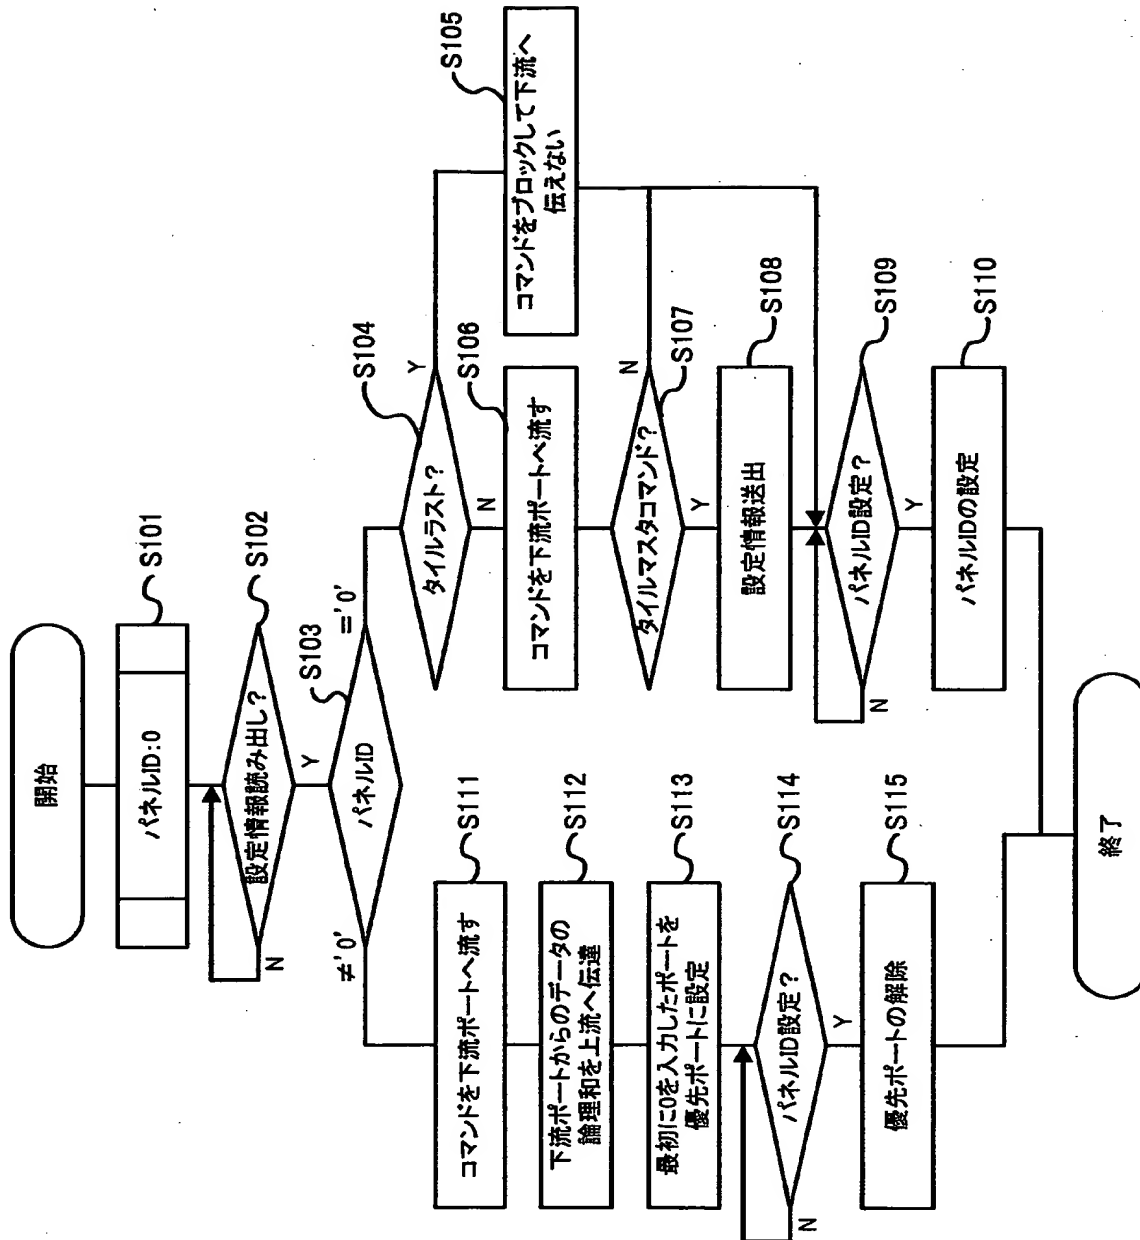 開始
パネルID:0
S101
設定情報読み出し？
S102
N
Y
パネルID
S103
='0'
≠'0'
タイルラスト？
S104
Y
N
コマンドをブロックして下流へ
伝えない
S105
コマンドを下流ポートへ流す
S106
タイルマスタコマンド？
S107
N
Y
設定情報送出
S108
パネルID設定？
S109
N
Y
パネルIDの設定
S110
コマンドを下流ポートへ流す
S111
下流ポートからのデータの
論理和を上流へ伝達
S112
最初に0を入力したポートを
優先ポートに設定
S113
パネルID設定？
S114
N
Y
優先ポートの解除
S115
終了